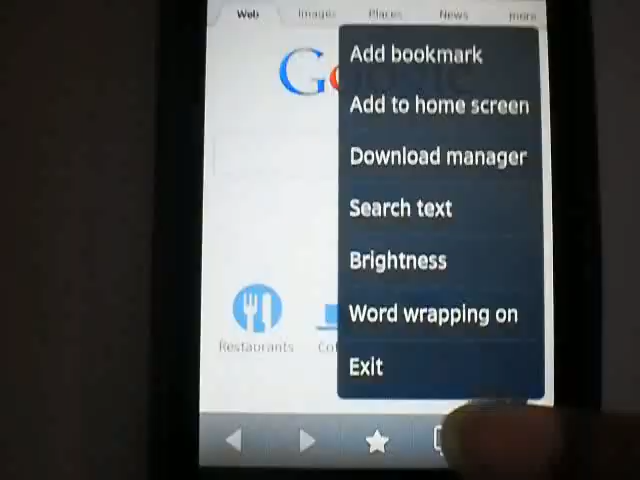 Web Images Places News more
G
Add bookmark
Add to home screen
Download manager
Search text
Brightness
Word wrapping on
Exit
Restaurants